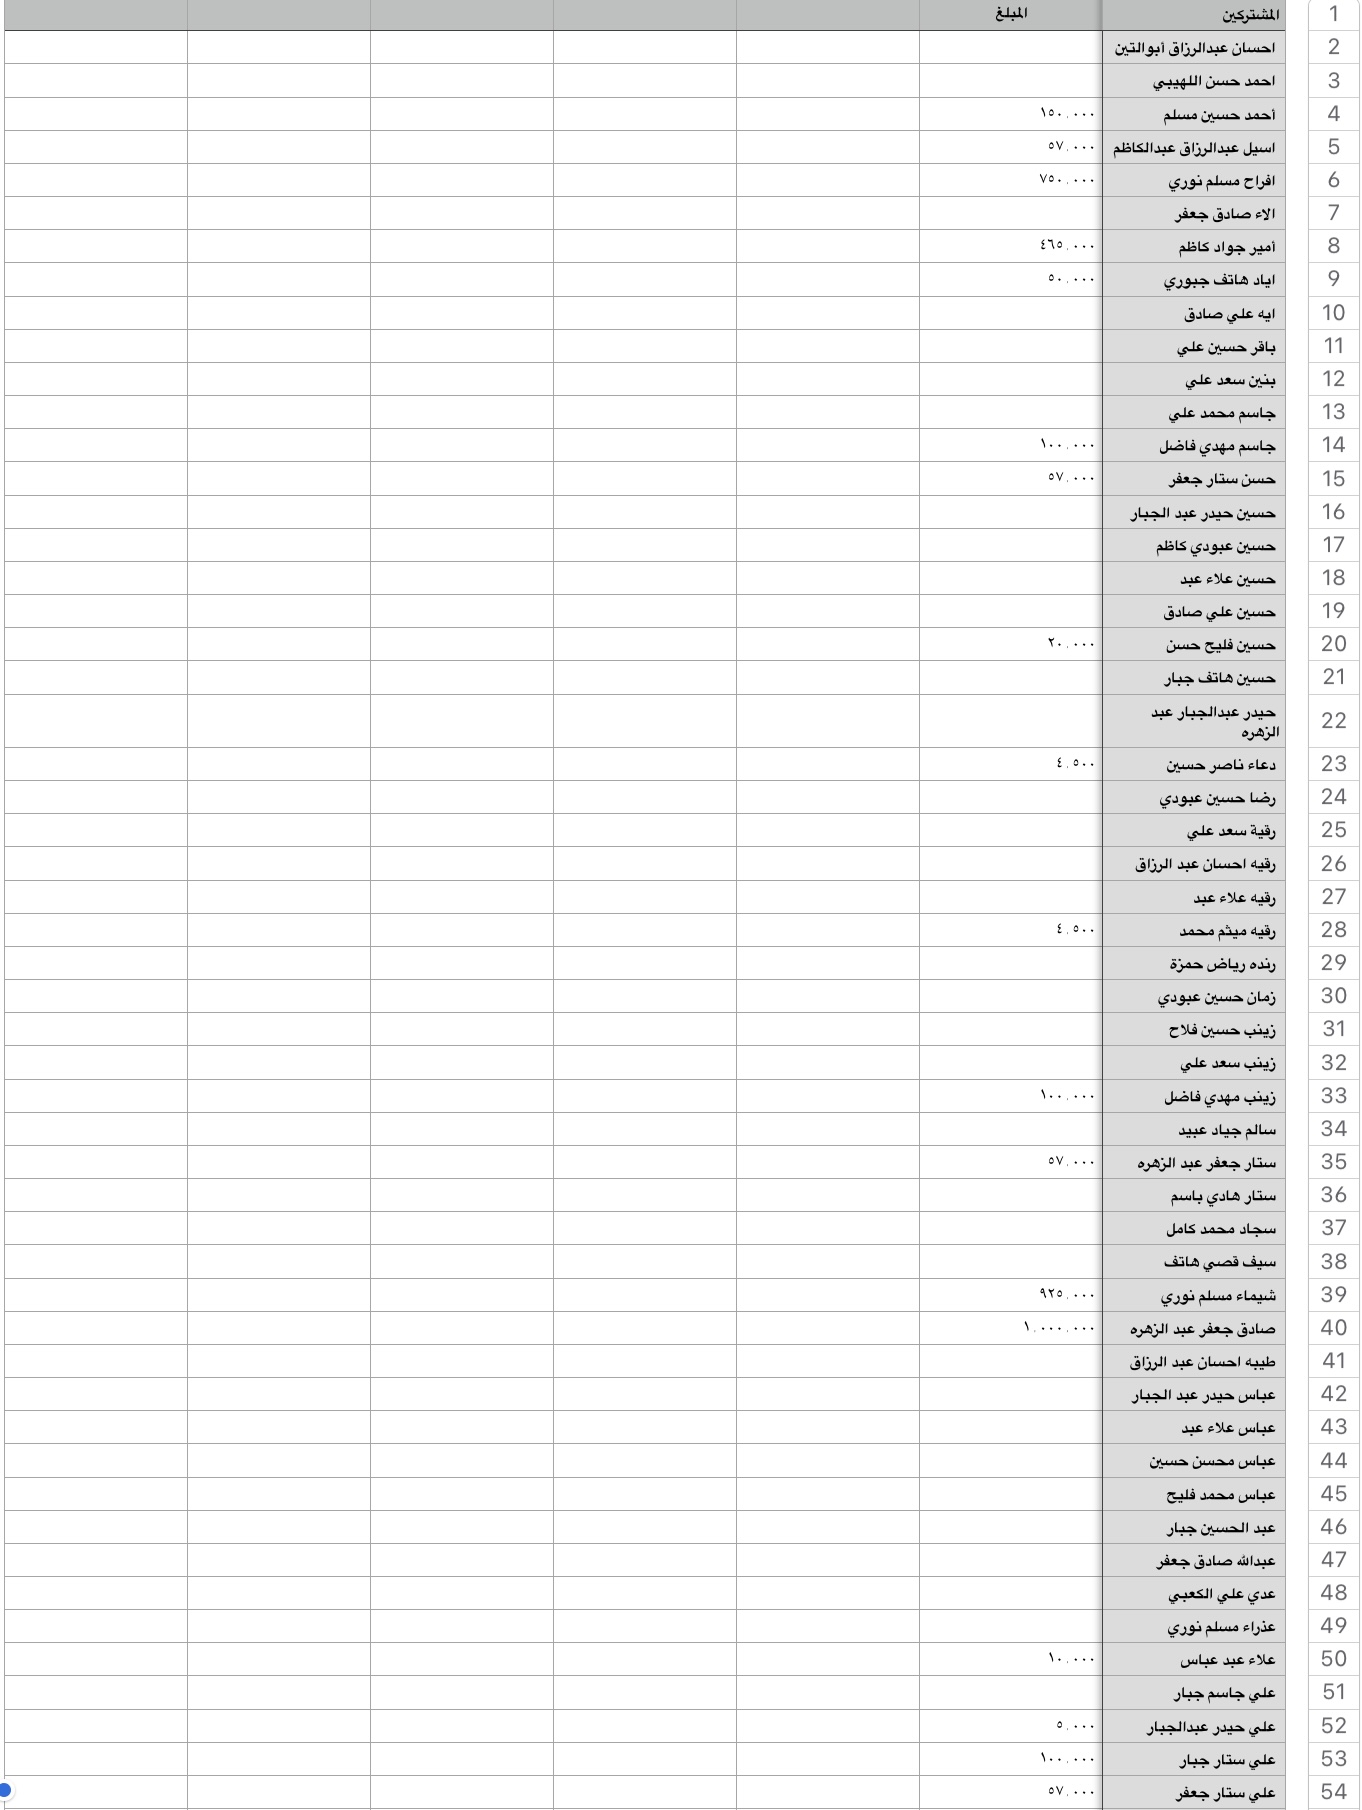 1 المشتركين المبلغ
2 احسان عبدالرزاق أبوالتين
3 احمد حسن اللهيبي
4 أحمد حسين مسلم ١٥٠,٠٠٠
5 اسيل عبدالرزاق عبدالكاظم ٥٧,٠٠٠
6 افراح مسلم نوري ٧٥٠,٠٠٠
7 الاء صادق جعفر
8 أمير جواد كاظم ٤٦٥,٠٠٠
9 اياد هاتف جبوري ٥٠,٠٠٠
10 ايه علي صادق
11 باقر حسين علي
12 بنين سعد علي
13 جاسم محمد علي
14 جاسم مهدي فاضل ١٠٠,٠٠٠
15 حسن ستار جعفر ٥٧,٠٠٠
16 حسين حيدر عبد الجبار
17 حسين عبودي كاظم
18 حسين علاء عبد
19 حسين علي صادق
20 حسين فليح حسن ٢٠,٠٠٠
21 حسين هاتف جبار
22 حيدر عبدالجبار عبد
الزهره
23 دعاء ناصر حسين ٤,٥٠٠
24 رضا حسين عبودي
25 رقية سعد علي
26 رقيه احسان عبد الرزاق
27 رقيه علاء عبد
28 رقيه ميثم محمد ٤,٥٠٠
29 رنده رياض حمزة
30 زمان حسين عبودي
31 زينب حسين فلاح
32 زينب سعد علي
33 زينب مهدي فاضل ١٠٠,٠٠٠
34 سالم جياد عبيد
35 ستار جعفر عبد الزهره ٥٧,٠٠٠
36 ستار هادي باسم
37 سجاد محمد كامل
38 سيف قصي هاتف
39 شيماء مسلم نوري ٩٢٥,٠٠٠
40 صادق جعفر عبد الزهره ١,٠٠٠,٠٠٠
41 طيبه احسان عبد الرزاق
42 عباس حيدر عبد الجبار
43 عباس علاء عبد
44 عباس محسن حسين
45 عباس محمد فليح
46 عبد الحسين جبار
47 عبدالله صادق جعفر
48 عدي علي الكعبي
49 عذراء مسلم نوري
50 علاء عبد عباس ١٠,٠٠٠
51 علي جاسم جبار
52 علي حيدر عبدالجبار ٥,٠٠٠
53 علي ستار جبار ١٠٠,٠٠٠
54 علي ستار جعفر ٥٧,٠٠٠